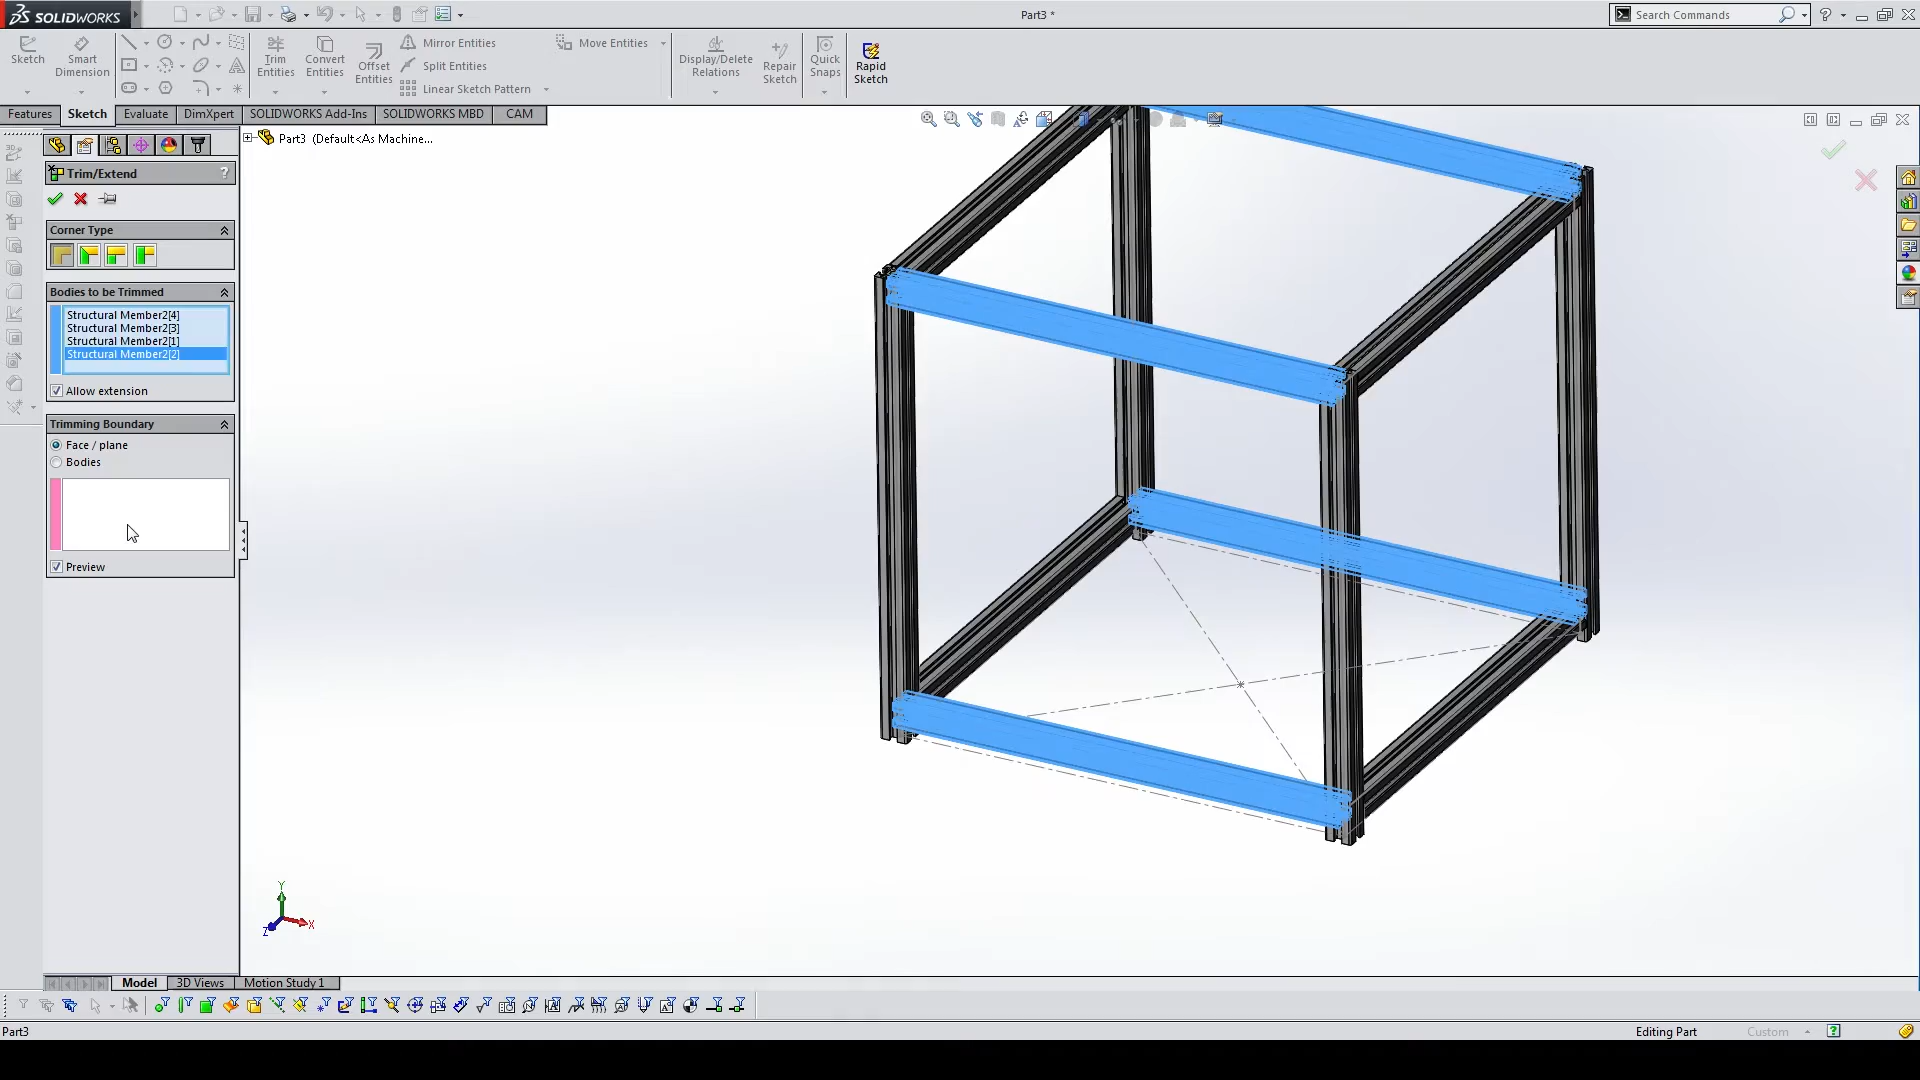 SOLIDWORKS
Part3 *
Search Commands
Sketch
Smart Dimension
Trim Entities
Convert Entities
Offset Entities
Mirror Entities
Split Entities
Linear Sketch Pattern
Move Entities
Display/Delete Relations
Repair Sketch
Quick Snaps
Rapid Sketch
Features
Sketch
Evaluate
DimXpert
SOLIDWORKS Add-Ins
SOLIDWORKS MBD
CAM
Part3 (Default<As Machine...
Trim/Extend
?
Corner Type
Bodies to be Trimmed
Structural Member2[4]
Structural Member2[3]
Structural Member2[1]
Structural Member2[2]
Allow extension
Trimming Boundary
Face / plane
Bodies
Preview
Y
X
Z
Model
3D Views
Motion Study 1
Part3
Editing Part
Custom